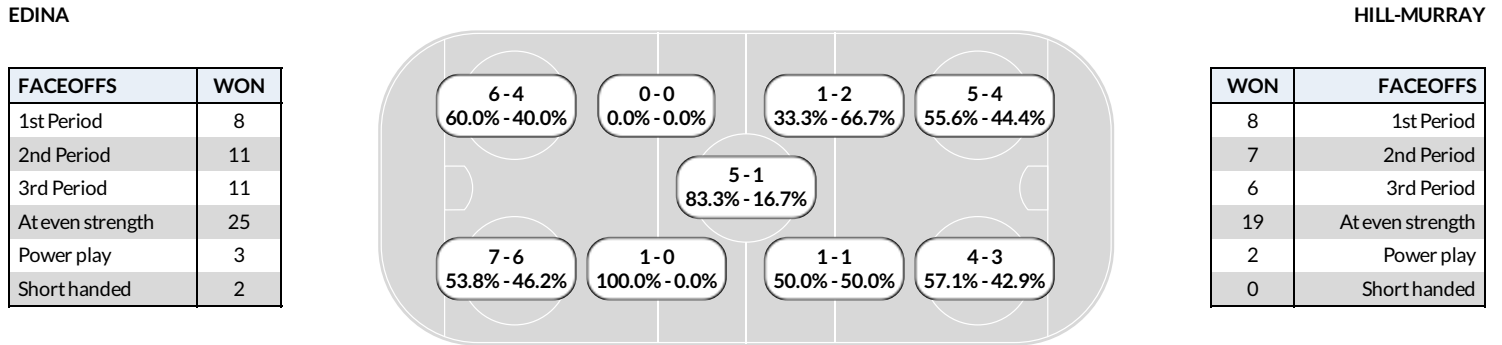 EDINA
HILL-MURRAY
FACEOFFS WON
1st Period 8
2nd Period 11
3rd Period 11
At even strength 25
Power play 3
Short handed 2
6 - 4
60.0% - 40.0%
0 - 0
0.0% - 0.0%
1 - 2
33.3% - 66.7%
5 - 4
55.6% - 44.4%
5 - 1
83.3% - 16.7%
7 - 6
53.8% - 46.2%
1 - 0
100.0% - 0.0%
1 - 1
50.0% - 50.0%
4 - 3
57.1% - 42.9%
WON FACEOFFS
8 1st Period
7 2nd Period
6 3rd Period
19 At even strength
2 Power play
0 Short handed